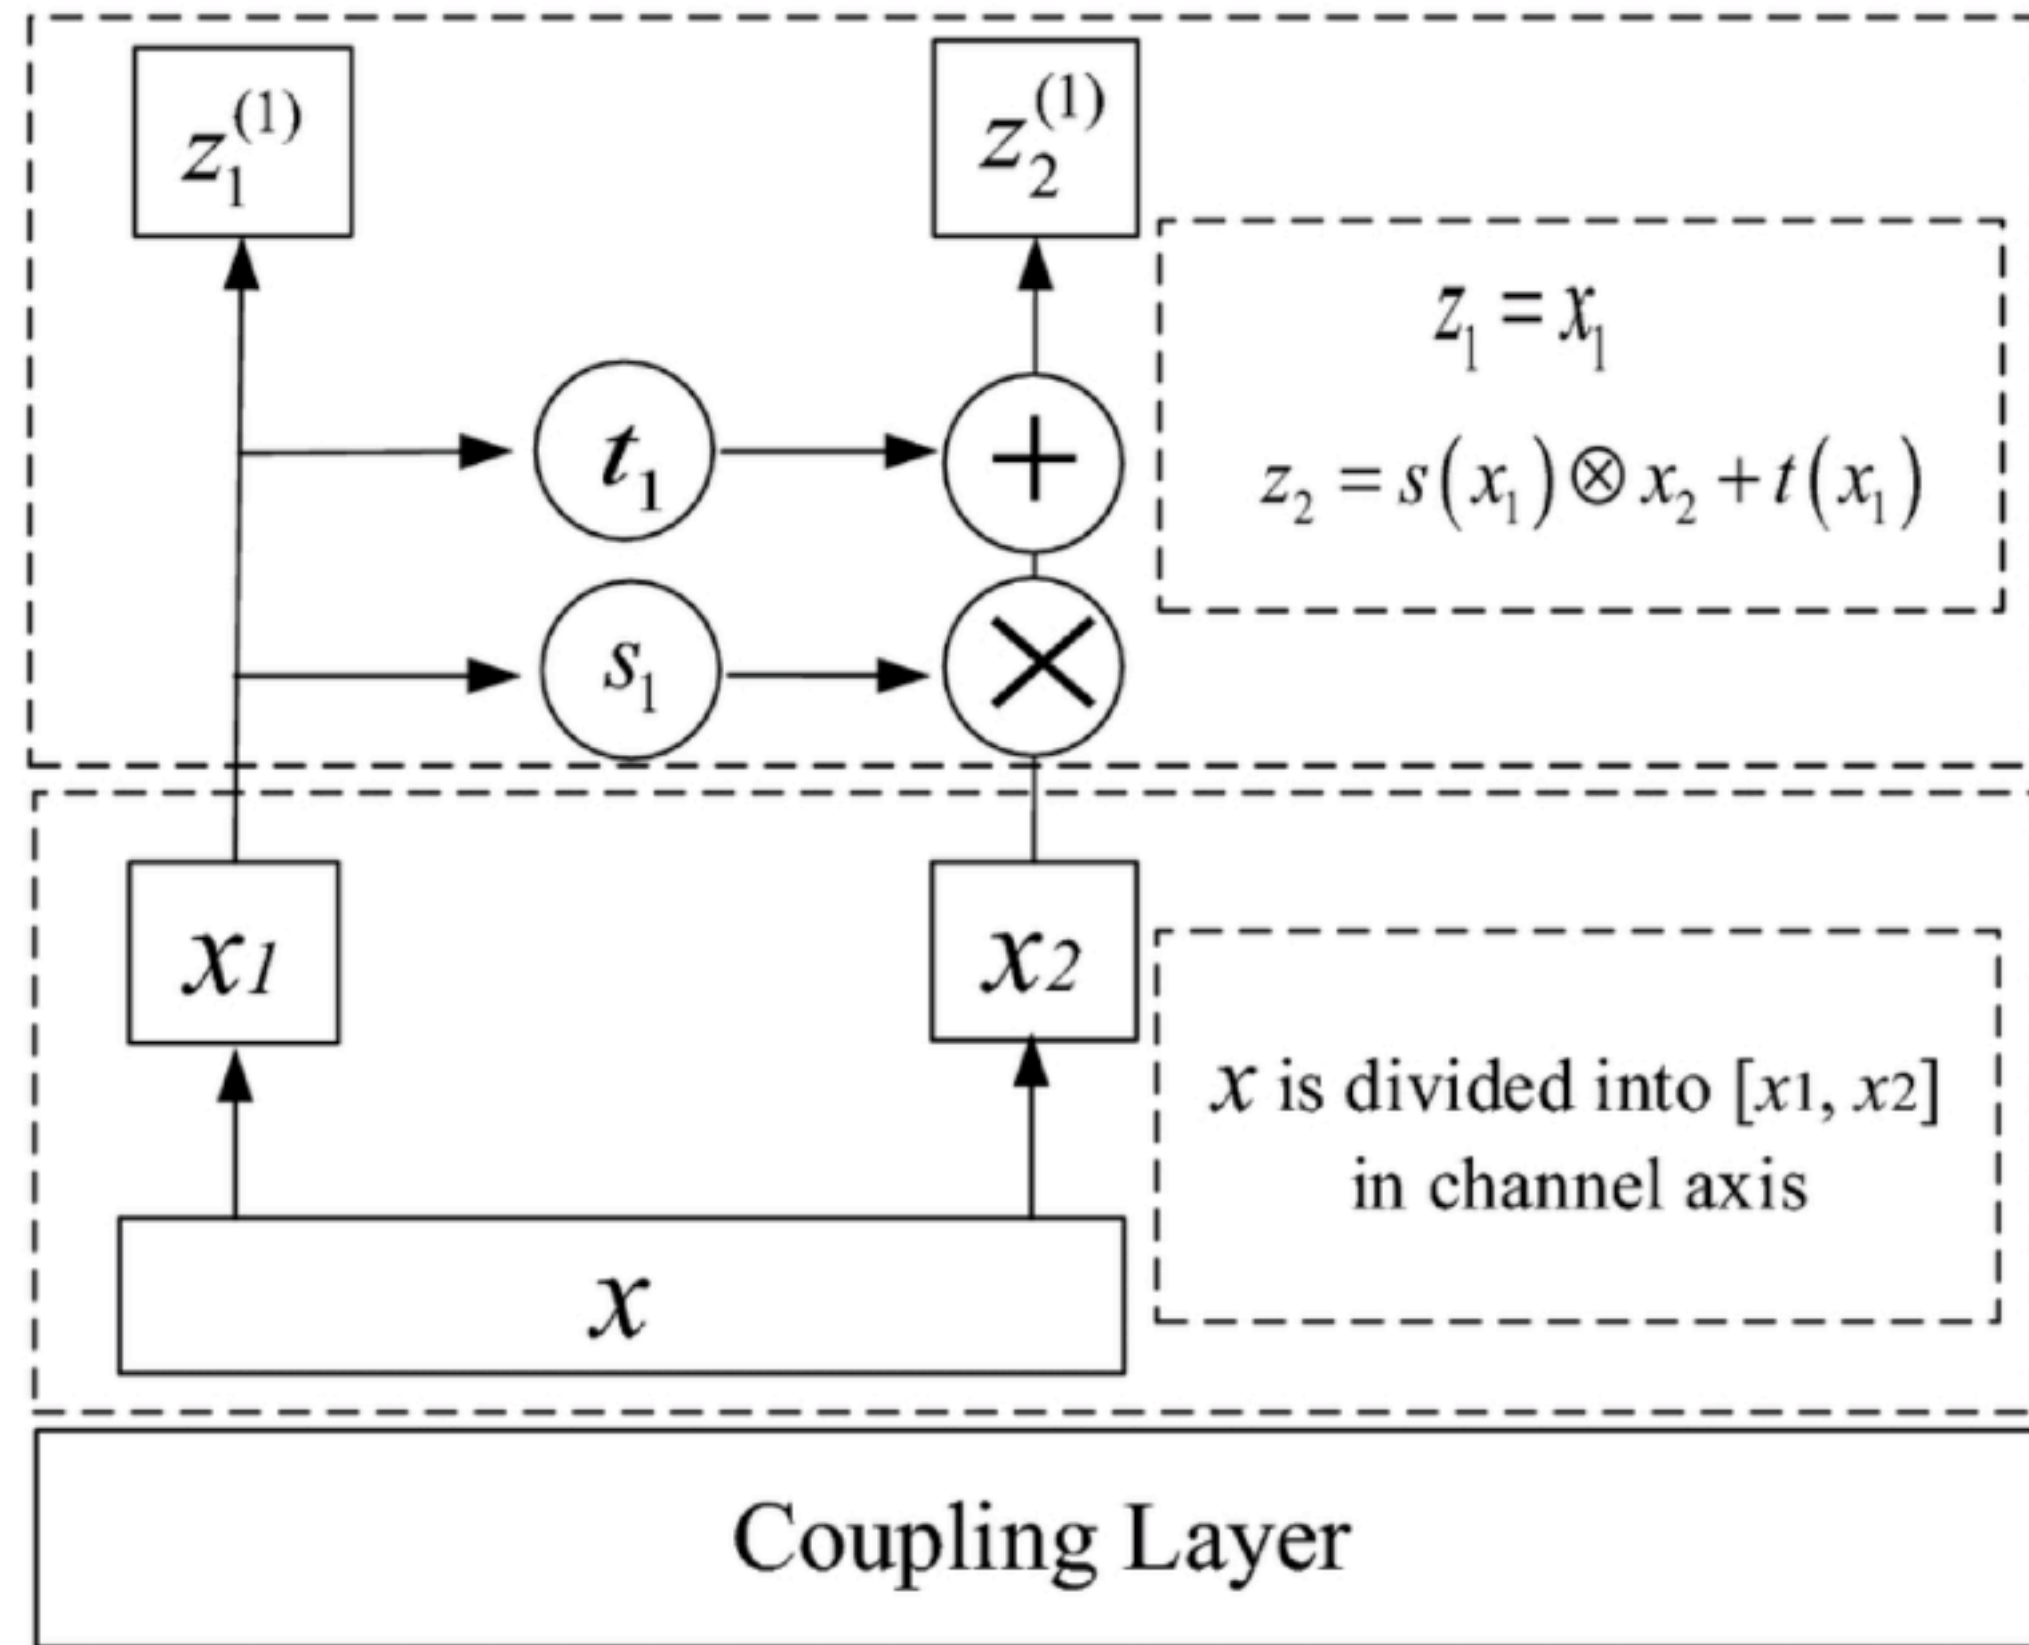 z₁⁽¹⁾ z₂⁽¹⁾
z₁ = x₁
t₁ +
z₂ = s(x₁) ⊗ x₂ + t(x₁)
s₁ ×
x1 x2
x is divided into [x1, x2]
in channel axis
x
Coupling Layer